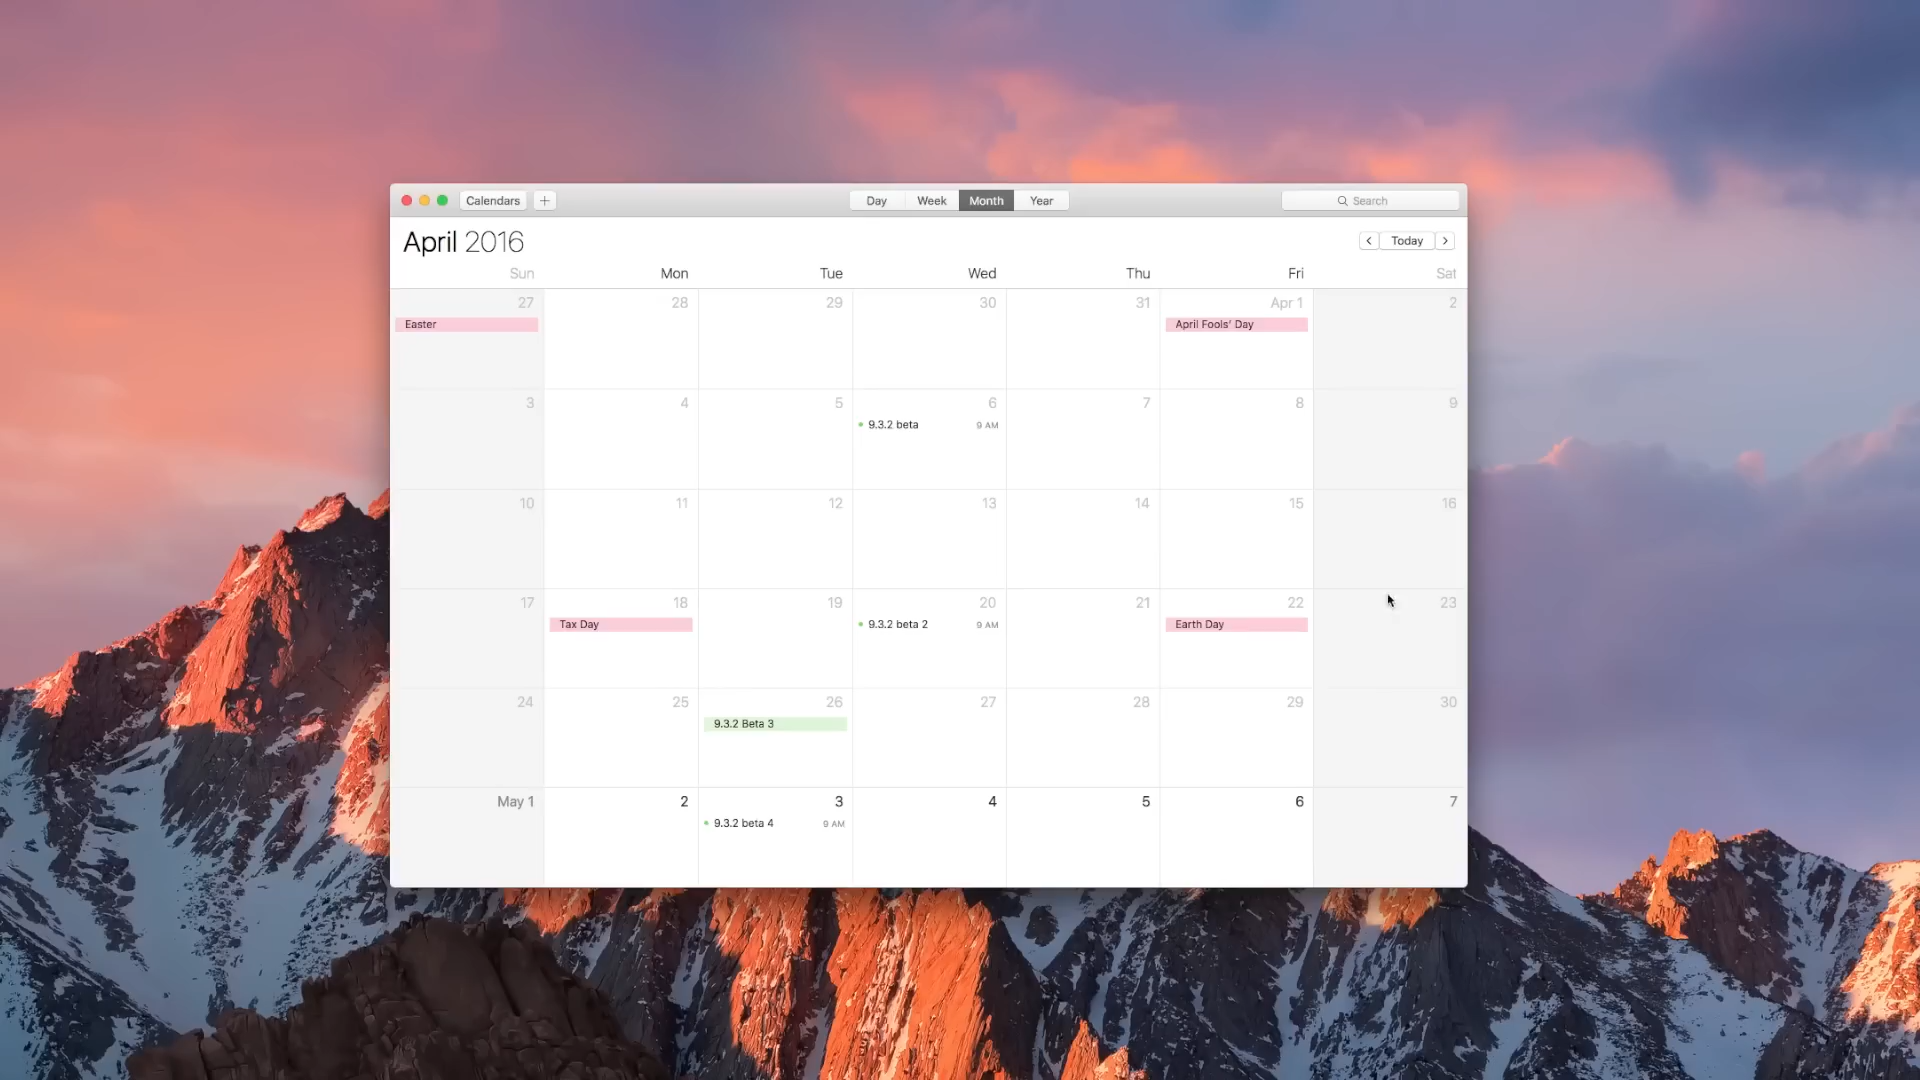 Calendars + Day Week Month Year Search
April 2016 < Today >
Sun Mon Tue Wed Thu Fri Sat
27 28 29 30 31 Apr 1 2
Easter April Fools' Day
3 4 5 6 7 8 9
9.3.2 beta 9 AM
10 11 12 13 14 15 16
17 18 19 20 21 22 23
Tax Day 9.3.2 beta 2 9 AM Earth Day
24 25 26 27 28 29 30
9.3.2 Beta 3
May 1 2 3 4 5 6 7
9.3.2 beta 4 9 AM